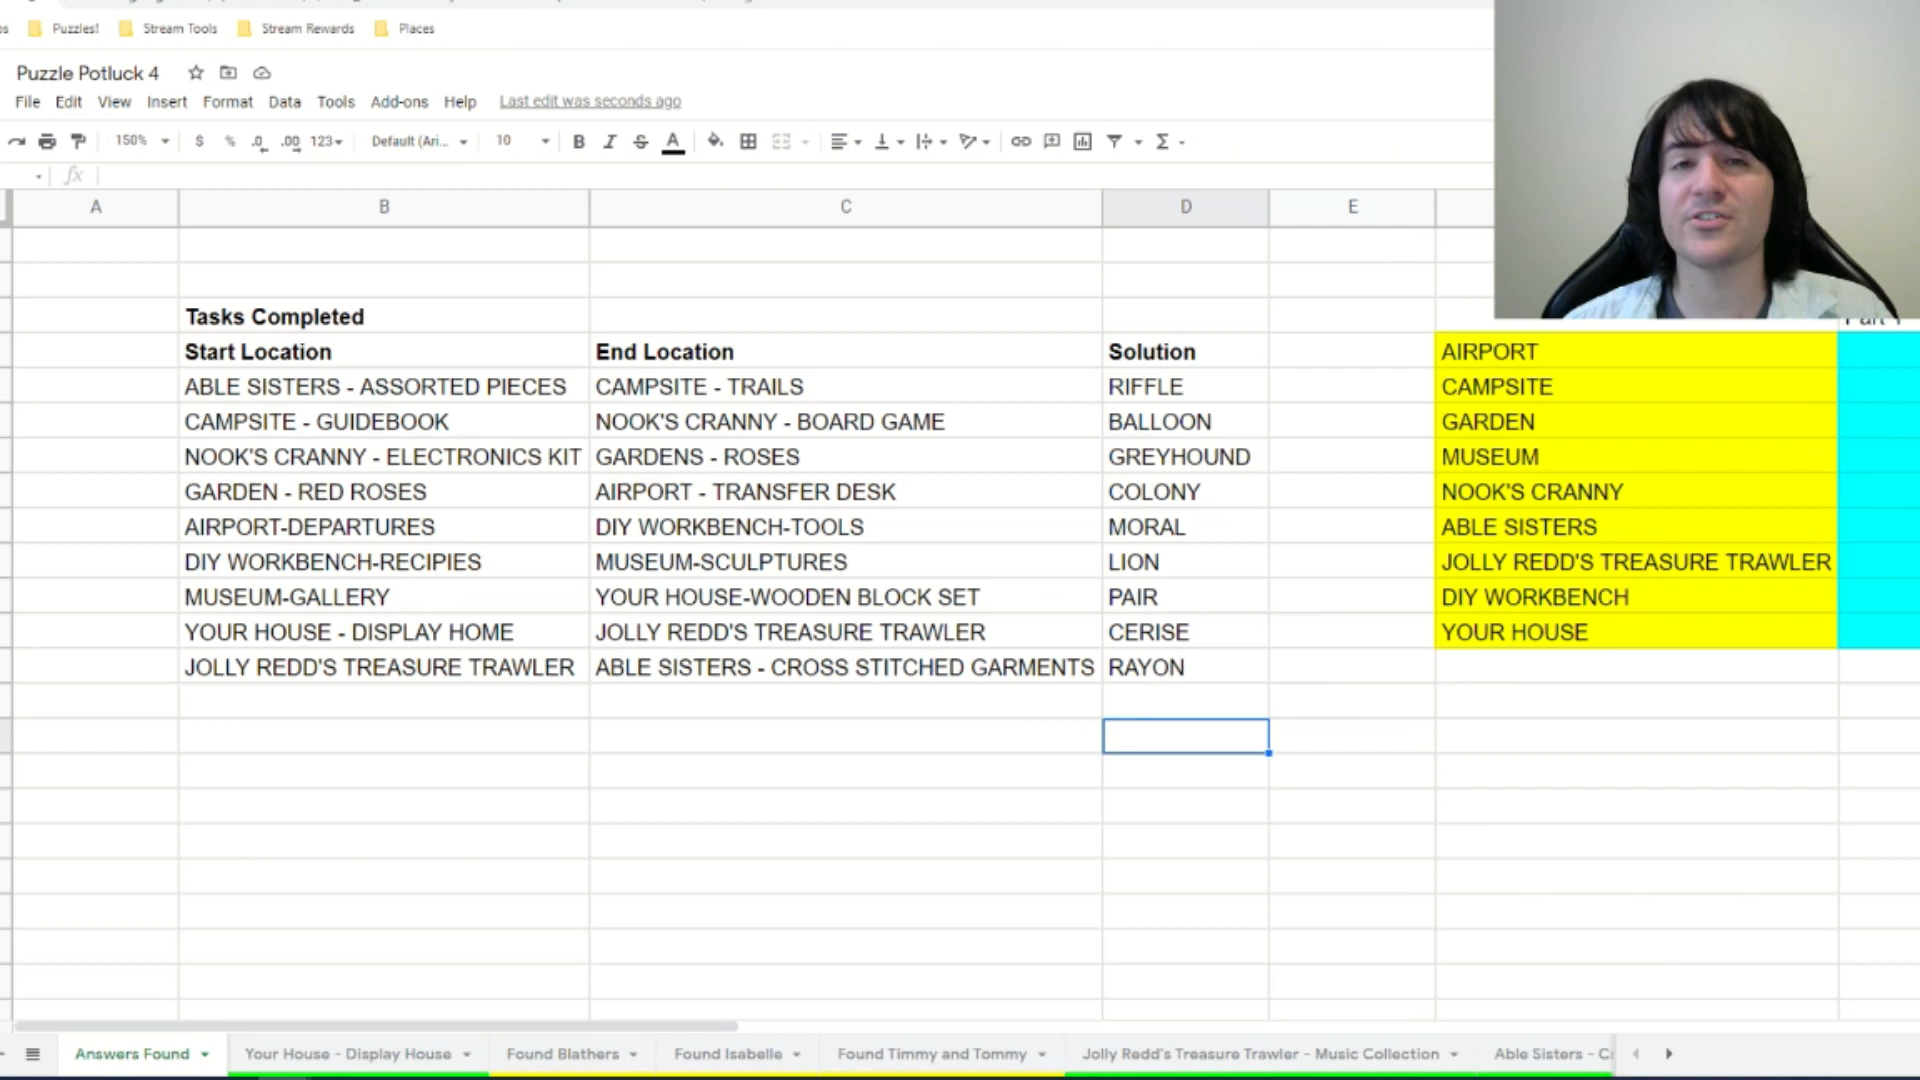 Puzzles! Stream Tools Stream Rewards Places
Puzzle Potluck 4
File Edit View Insert Format Data Tools Add-ons Help Last edit was seconds ago
150% $ % .0 .00 123 Default (Ari... 10 B I S A Σ
fx
A B C D E
Tasks Completed
Start Location End Location Solution AIRPORT
ABLE SISTERS - ASSORTED PIECES CAMPSITE - TRAILS RIFFLE CAMPSITE
CAMPSITE - GUIDEBOOK NOOK'S CRANNY - BOARD GAME BALLOON GARDEN
NOOK'S CRANNY - ELECTRONICS KIT GARDENS - ROSES GREYHOUND MUSEUM
GARDEN - RED ROSES AIRPORT - TRANSFER DESK COLONY NOOK'S CRANNY
AIRPORT-DEPARTURES DIY WORKBENCH-TOOLS MORAL ABLE SISTERS
DIY WORKBENCH-RECIPIES MUSEUM-SCULPTURES LION JOLLY REDD'S TREASURE TRAWLER
MUSEUM-GALLERY YOUR HOUSE-WOODEN BLOCK SET PAIR DIY WORKBENCH
YOUR HOUSE - DISPLAY HOME JOLLY REDD'S TREASURE TRAWLER CERISE YOUR HOUSE
JOLLY REDD'S TREASURE TRAWLER ABLE SISTERS - CROSS STITCHED GARMENTS RAYON
Answers Found Your House - Display House Found Blathers Found Isabelle Found Timmy and Tommy Jolly Redd's Treasure Trawler - Music Collection Able Sisters -